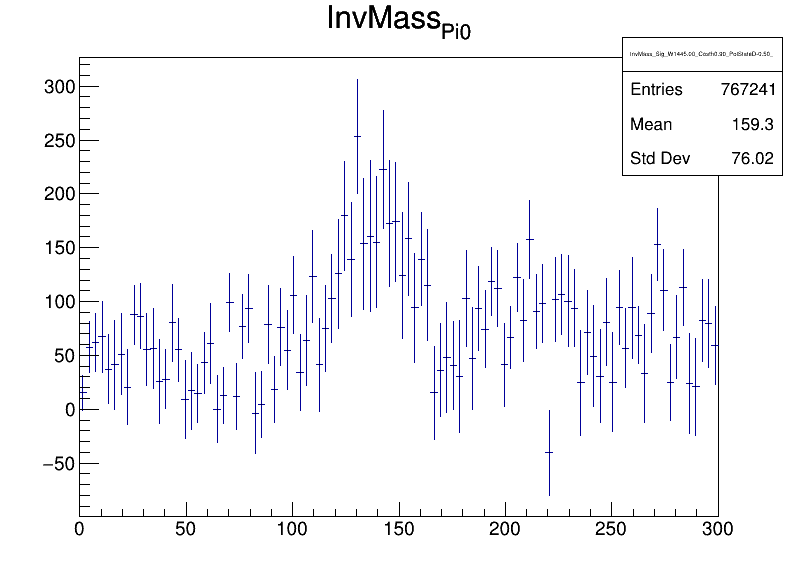 InvMass_Pi0
InvMass_Sig_W1445.00_Costh0.90_PolStateD-0.50_
Entries 767241
Mean 159.3
Std Dev 76.02
300
250
200
150
100
50
0
−50
0 50 100 150 200 250 300